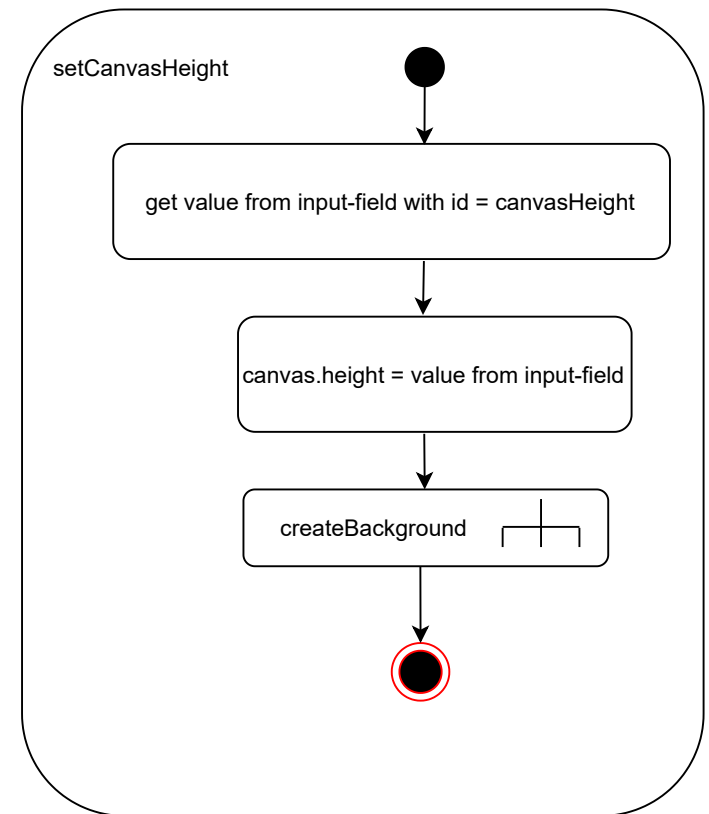 setCanvasHeight
get value from input-field with id = canvasHeight
canvas.height = value from input-field
createBackground